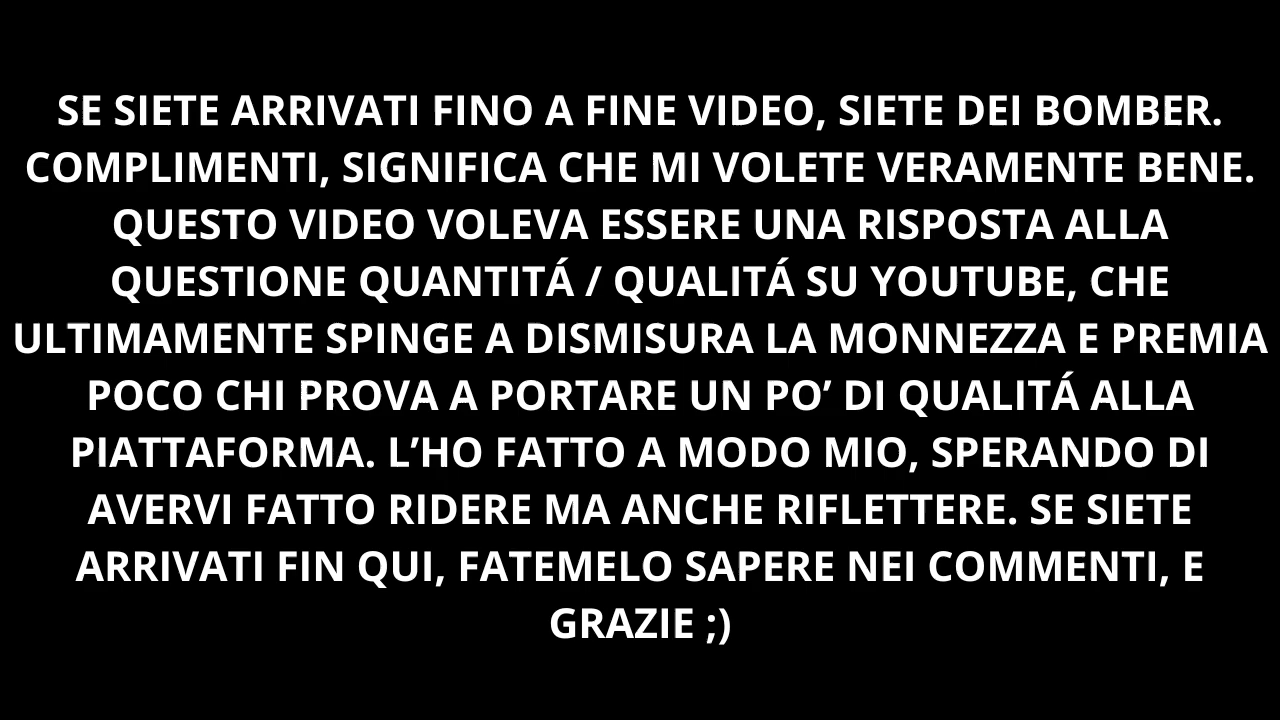 SE SIETE ARRIVATI FINO A FINE VIDEO, SIETE DEI BOMBER.
COMPLIMENTI, SIGNIFICA CHE MI VOLETE VERAMENTE BENE.
QUESTO VIDEO VOLEVA ESSERE UNA RISPOSTA ALLA
QUESTIONE QUANTITÁ / QUALITÁ SU YOUTUBE, CHE
ULTIMAMENTE SPINGE A DISMISURA LA MONNEZZA E PREMIA
POCO CHI PROVA A PORTARE UN PO’ DI QUALITÁ ALLA
PIATTAFORMA. L’HO FATTO A MODO MIO, SPERANDO DI
AVERVI FATTO RIDERE MA ANCHE RIFLETTERE. SE SIETE
ARRIVATI FIN QUI, FATEMELO SAPERE NEI COMMENTI, E
GRAZIE ;)